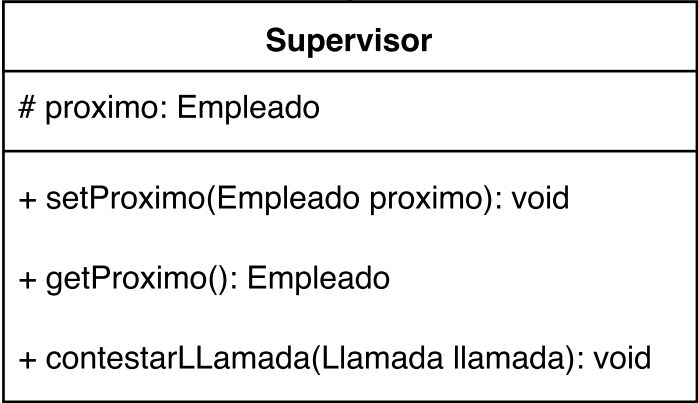 Supervisor
# proximo: Empleado
+ setProximo(Empleado proximo): void
+ getProximo(): Empleado
+ contestarLLamada(Llamada llamada): void